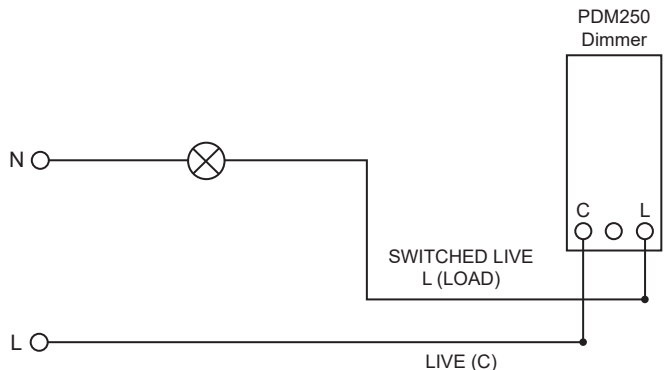 PDM250
Dimmer
N
C L
SWITCHED LIVE
L (LOAD)
L
LIVE (C)